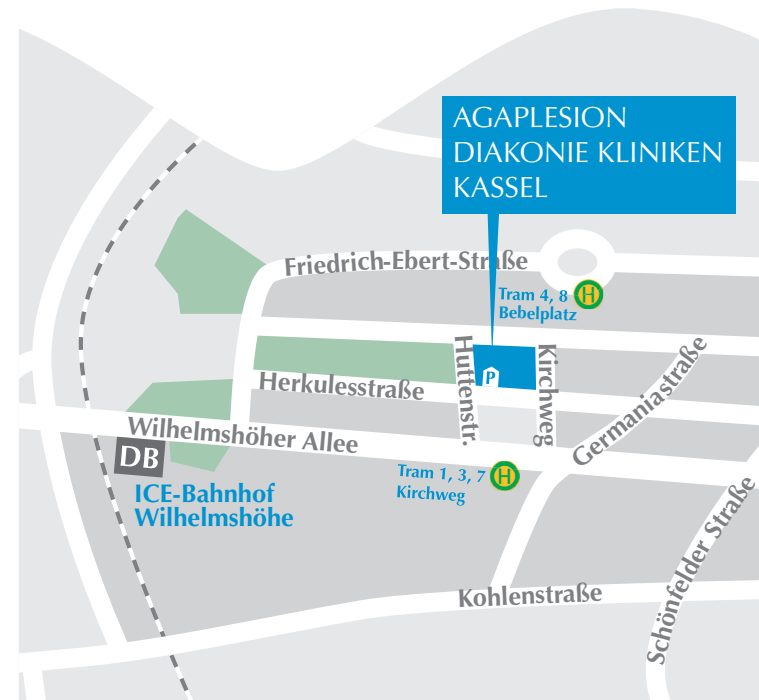 AGAPLESION
DIAKONIE KLINIKEN
KASSEL
Friedrich-Ebert-Straße
Tram 4, 8 H
Bebelplatz
Huttenstr.
Kirchweg
P
Germaniastraße
Herkulesstraße
Wilhelmshöher Allee
DB
ICE-Bahnhof
Wilhelmshöhe
Tram 1, 3, 7 H
Kirchweg
Schönfelder Straße
Kohlenstraße